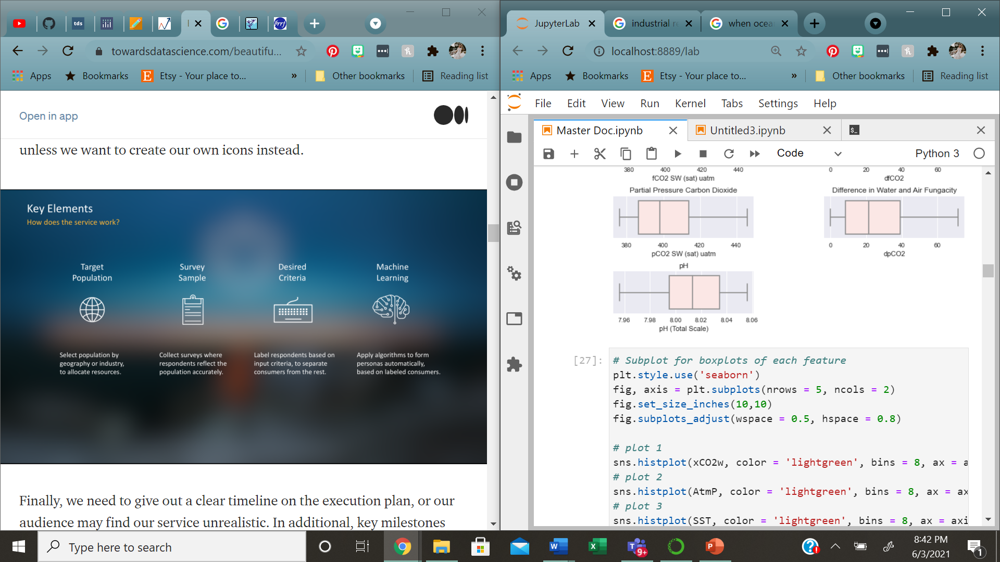 tds
towardsdatascience.com/beautifu...
Apps
Bookmarks
Etsy - Your place to...
»
Other bookmarks
Reading list
Open in app
unless we want to create our own icons instead.
Key Elements
How does the service work?
Target
Population
Survey
Sample
Desired
Criteria
Machine
Learning
Select population by
geography or industry,
to allocate resources.
Collect surveys where
respondents reflect the
population accurately.
Label respondents based on
input criteria, to separate
consumers from the rest.
Apply algorithms to form
personas automatically,
based on labeled consumers.
Finally, we need to give out a clear timeline on the execution plan, or our
audience may find our service unrealistic. In additional, key milestones
JupyterLab
industrial re
when ocea
localhost:8889/lab
Apps
Bookmarks
Etsy - Your place to...
»
Other bookmarks
Reading list
File Edit View Run Kernel Tabs Settings Help
Master Doc.ipynb
Untitled3.ipynb
Code
Python 3
380 400 420 440
fCO2 SW (sat) uatm
0 20 40 60
dfCO2
Partial Pressure Carbon Dioxide
380 400 420 440
pCO2 SW (sat) uatm
Difference in Water and Air Fungacity
0 20 40 60
dpCO2
pH
7.96 7.98 8.00 8.02 8.04 8.06
pH (Total Scale)
[27]:
# Subplot for boxplots of each feature
plt.style.use('seaborn')
fig, axis = plt.subplots(nrows = 5, ncols = 2)
fig.set_size_inches(10,10)
fig.subplots_adjust(wspace = 0.5, hspace = 0.8)
# plot 1
sns.histplot(xCO2w, color = 'lightgreen', bins = 8, ax = a
# plot 2
sns.histplot(AtmP, color = 'lightgreen', bins = 8, ax = ax
# plot 3
sns.histplot(SST, color = 'lightgreen', bins = 8, ax = axi
Type here to search
9+
8:42 PM
6/3/2021
1